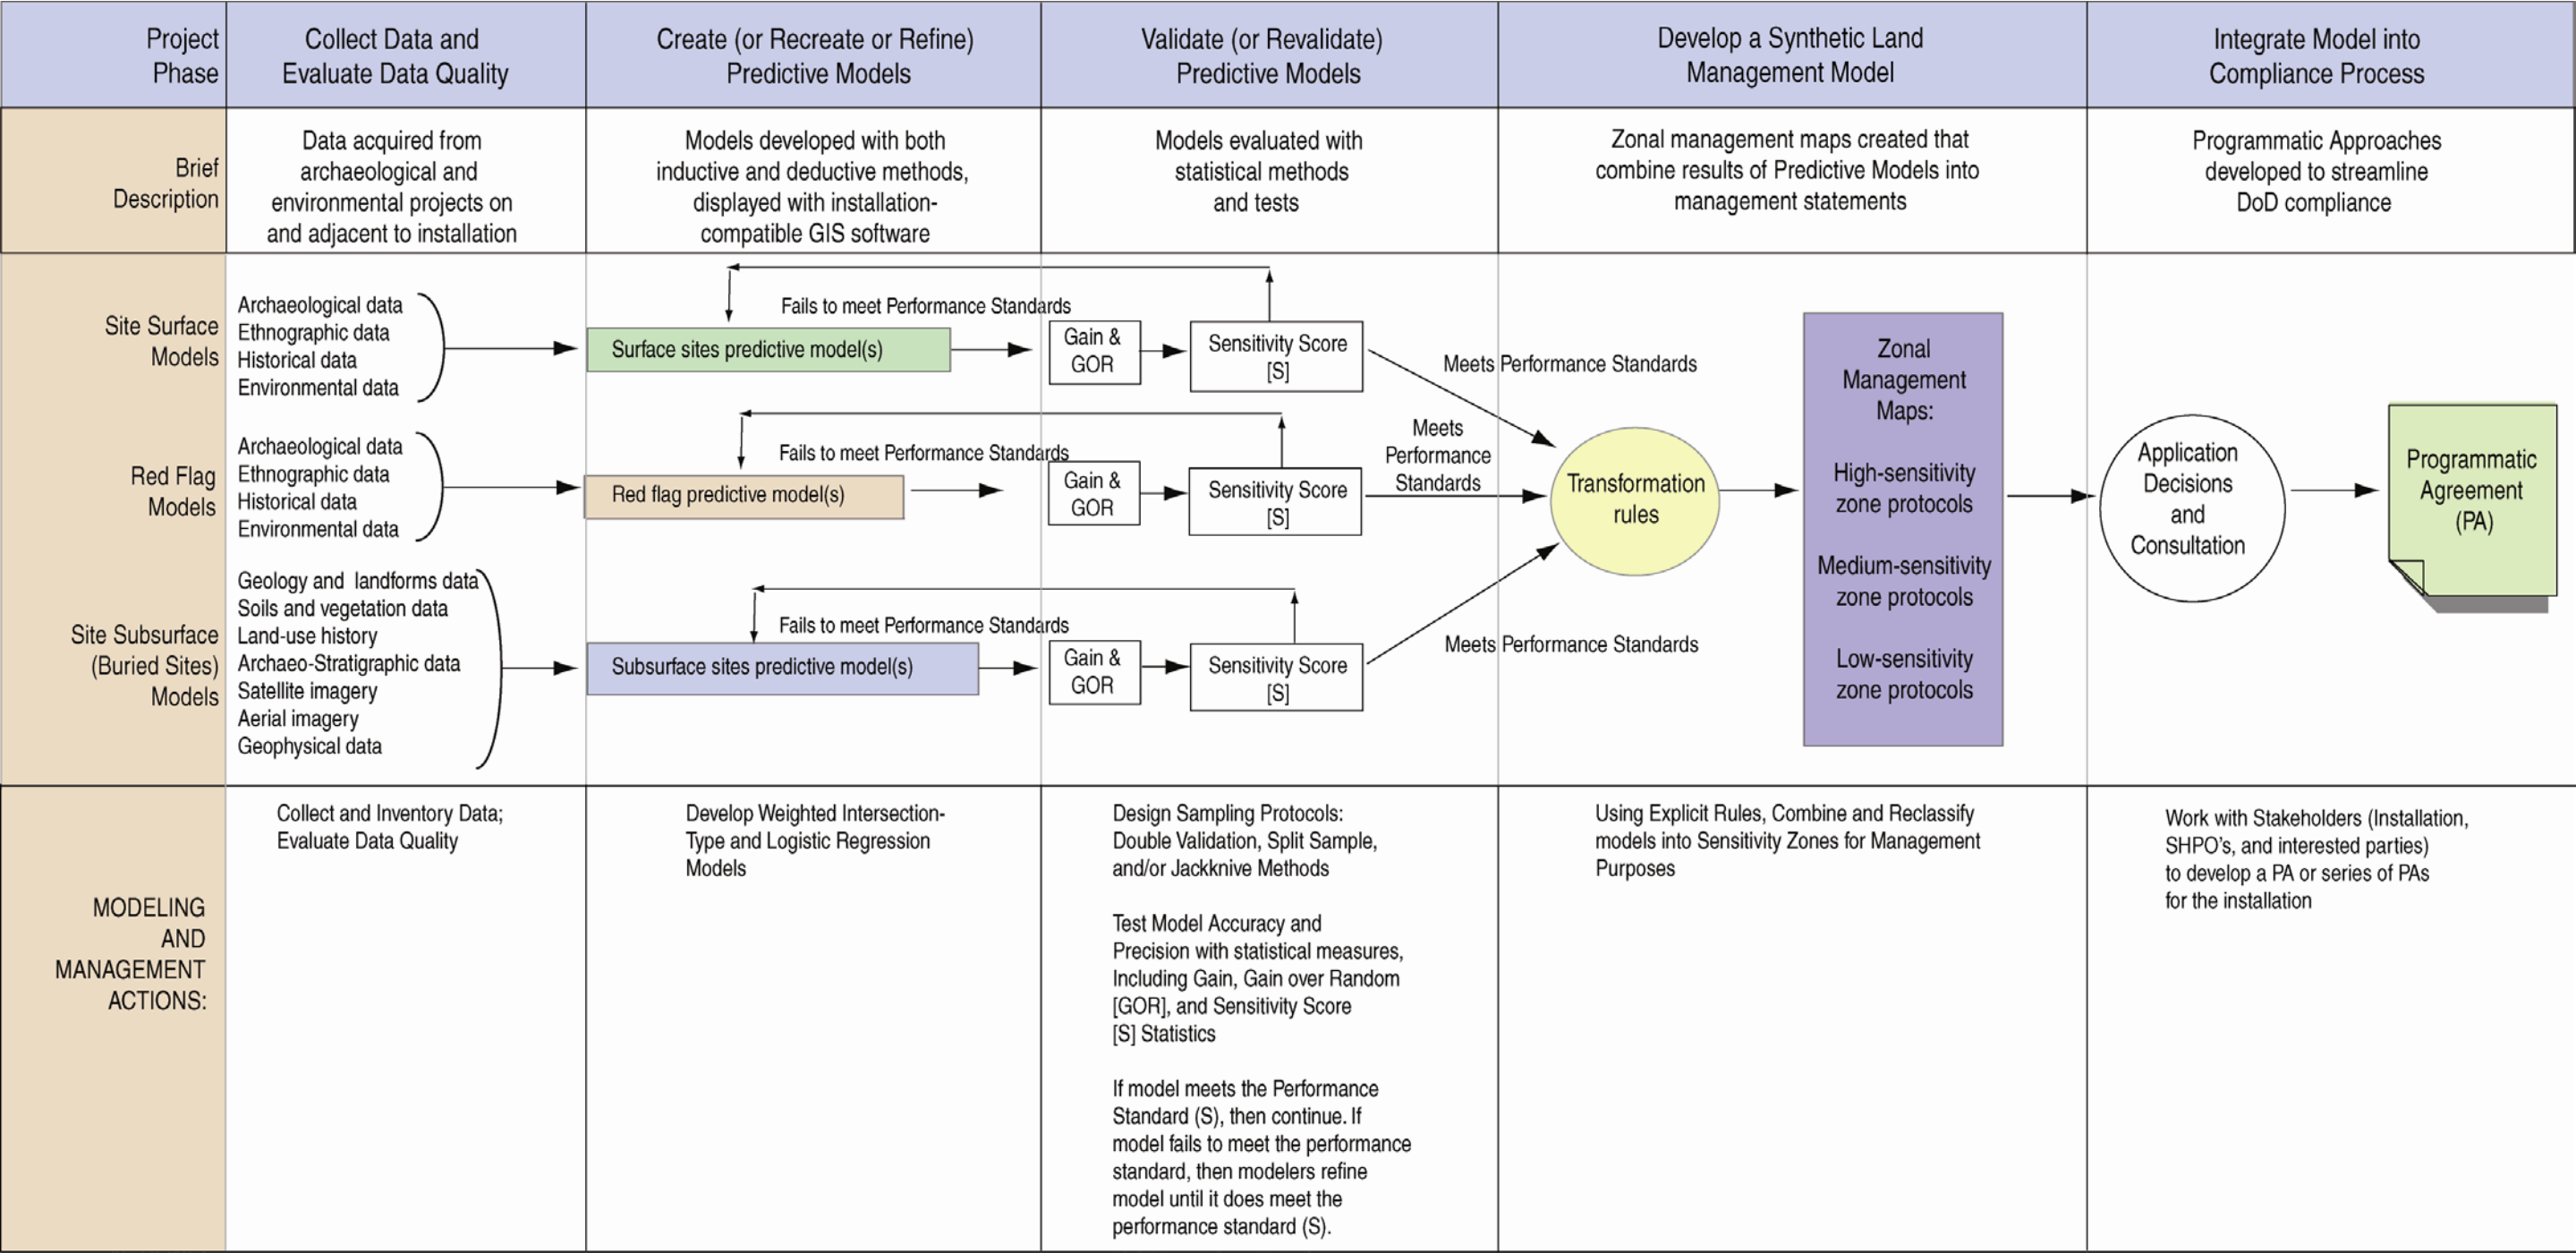 Project
Phase
Collect Data and
Evaluate Data Quality
Create (or Recreate or Refine)
Predictive Models
Validate (or Revalidate)
Predictive Models
Develop a Synthetic Land
Management Model
Integrate Model into
Compliance Process
Brief
Description
Data acquired from
archaeological and
environmental projects on
and adjacent to installation
Models developed with both
inductive and deductive methods,
displayed with installation-
compatible GIS software
Models evaluated with
statistical methods
and tests
Zonal management maps created that
combine results of Predictive Models into
management statements
Programmatic Approaches
developed to streamline
DoD compliance
Site Surface
Models
Archaeological data
Ethnographic data
Historical data
Environmental data
Fails to meet Performance Standards
Surface sites predictive model(s)
Gain &
GOR
Sensitivity Score
[S]
Meets Performance Standards
Red Flag
Models
Archaeological data
Ethnographic data
Historical data
Environmental data
Fails to meet Performance Standards
Red flag predictive model(s)
Gain &
GOR
Sensitivity Score
[S]
Meets
Performance
Standards
Site Subsurface
(Buried Sites)
Models
Geology and landforms data
Soils and vegetation data
Land-use history
Archaeo-Stratigraphic data
Satellite imagery
Aerial imagery
Geophysical data
Fails to meet Performance Standards
Subsurface sites predictive model(s)
Gain &
GOR
Sensitivity Score
[S]
Meets Performance Standards
Transformation
rules
Zonal
Management
Maps:
High-sensitivity
zone protocols
Medium-sensitivity
zone protocols
Low-sensitivity
zone protocols
Application
Decisions
and
Consultation
Programmatic
Agreement
(PA)
MODELING
AND
MANAGEMENT
ACTIONS:
Collect and Inventory Data;
Evaluate Data Quality
Develop Weighted Intersection-
Type and Logistic Regression
Models
Design Sampling Protocols:
Double Validation, Split Sample,
and/or Jackknive Methods
Test Model Accuracy and
Precision with statistical measures,
Including Gain, Gain over Random
[GOR], and Sensitivity Score
[S] Statistics
If model meets the Performance
Standard (S), then continue. If
model fails to meet the performance
standard, then modelers refine
model until it does meet the
performance standard (S).
Using Explicit Rules, Combine and Reclassify
models into Sensitivity Zones for Management
Purposes
Work with Stakeholders (Installation,
SHPO's, and interested parties)
to develop a PA or series of PAs
for the installation